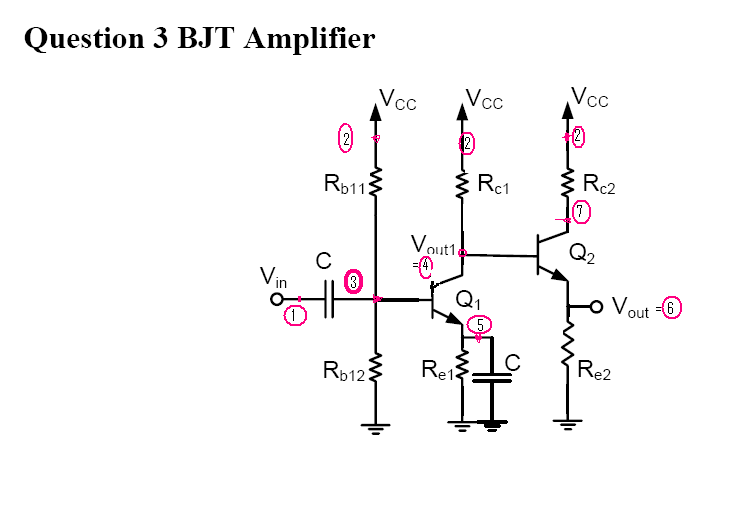 Question 3 BJT Amplifier
VCC VCC VCC
2 2 2
Rb11 Rc1 Rc2
7
Vout1 Q2
C =4
Vin 3
1 Q1 Vout =6
5
Rb12 Re1 C Re2